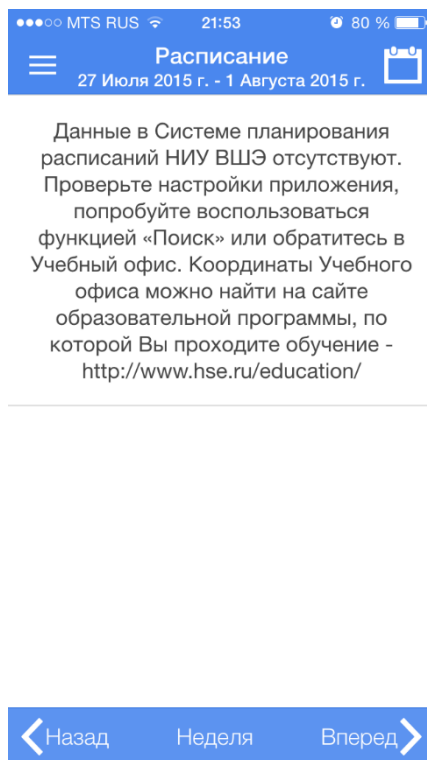 MTS RUS 21:53 80 %
Расписание
27 Июля 2015 г. - 1 Августа 2015 г.
Данные в Системе планирования
расписаний НИУ ВШЭ отсутствуют.
Проверьте настройки приложения,
попробуйте воспользоваться
функцией «Поиск» или обратитесь в
Учебный офис. Координаты Учебного
офиса можно найти на сайте
образовательной программы, по
которой Вы проходите обучение -
http://www.hse.ru/education/
Назад Неделя Вперед